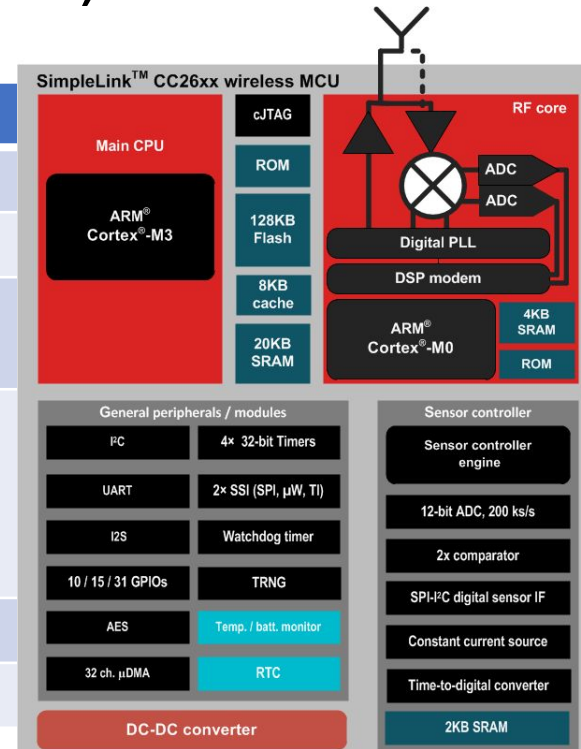 SimpleLink™ CC26xx wireless MCU
Main CPU
ARM®
Cortex®-M3
cJTAG
ROM
128KB
Flash
8KB
cache
20KB
SRAM
RF core
ADC
ADC
Digital PLL
DSP modem
ARM®
Cortex®-M0
4KB
SRAM
ROM
General peripherals / modules
I²C
4× 32-bit Timers
UART
2× SSI (SPI, µW, TI)
I2S
Watchdog timer
10 / 15 / 31 GPIOs
TRNG
AES
Temp. / batt. monitor
32 ch. µDMA
RTC
Sensor controller
Sensor controller
engine
12-bit ADC, 200 ks/s
2x comparator
SPI-I²C digital sensor IF
Constant current source
Time-to-digital converter
2KB SRAM
DC-DC converter